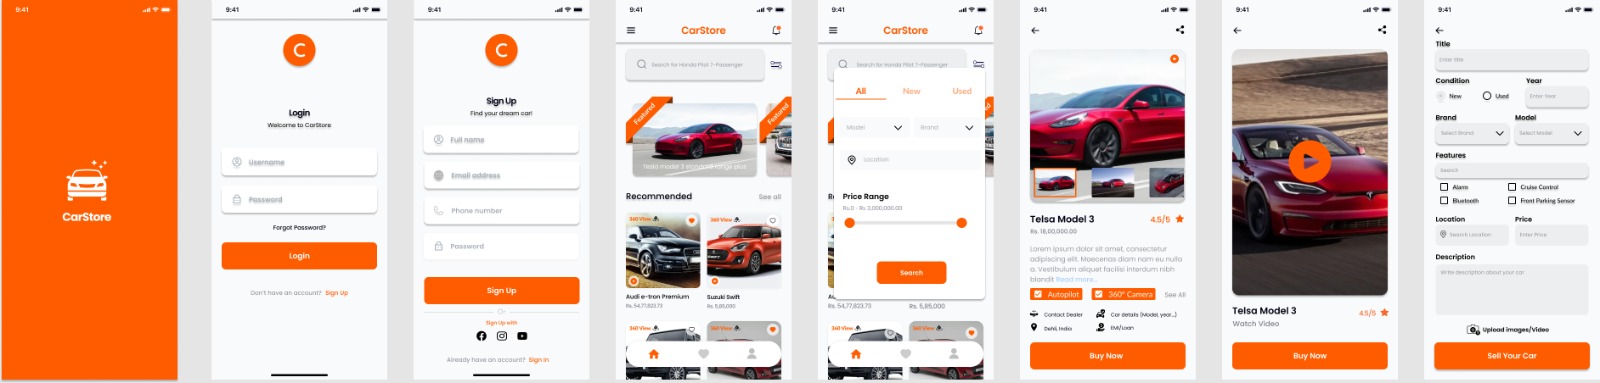 9:41
CarStore
9:41
C
Login
Welcome to CarStore
Username
Password
Forgot Password?
Login
Don't have an account? Sign Up
9:41
C
Sign Up
Find your dream car!
Full name
Email address
Phone number
Password
Sign Up
Or
Sign Up with
Already have an account? Sign In
9:41
CarStore
Search for Honda Pilot 7-Passenger
Featured
Featured
Tesla model 3 standard range plus
Recommended
See all
360 View
360 View
Audi e-tron Premium
Rs. 54,77,823.73
Suzuki Swift
Rs. 5,85,000
360 View
360 View
9:41
CarStore
Search for Honda Pilot 7-Passenger
All
New
Used
Model
Brand
Location
Price Range
Rs.0 - Rs 3,000,000.00
Search
Rs. 54,77,823.73
Rs. 5,85,000
360 View
360 View
9:41
Telsa Model 3
4.5/5
Rs. 18,00,000.00
Lorem ipsum dolor sit amet, consectetur
adipiscing elit. Maecenas diam nam eu nulla
a. Vestibulum aliquet facilisi interdum nibh
blandit Read more...
Autopilot
360° Camera
See All
Contact Dealer
Car details (Model, year...)
Delhi, India
EMI/Loan
Buy Now
9:41
Telsa Model 3
4.5/5
Watch Video
Buy Now
9:41
Title
Enter title
Condition
Year
New
Used
Enter Year
Brand
Model
Select Brand
Select Model
Features
Search
Alarm
Cruise Control
Bluetooth
Front Parking Sensor
Location
Price
Search Location
Enter Price
Description
Write description about your car
Upload images/Video
Sell Your Car